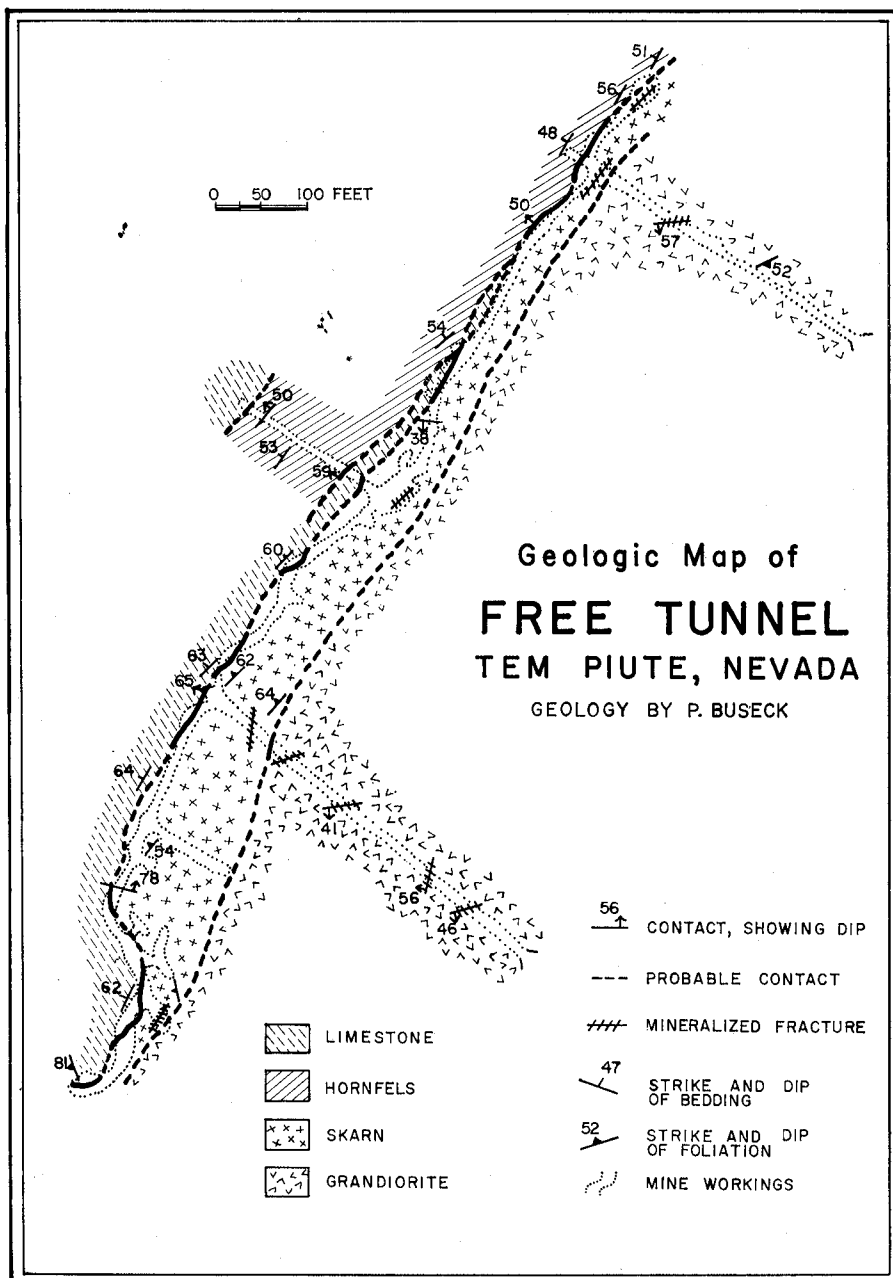 51
56
48
0 50 100 FEET
50
57
52
54
50
38
53
59
60
Geologic Map of
FREE TUNNEL
TEM PIUTE, NEVADA
GEOLOGY BY P. BUSECK
63
62
65
64
64
41
54
78
56
46
62
81
56
CONTACT, SHOWING DIP
PROBABLE CONTACT
MINERALIZED FRACTURE
47
STRIKE AND DIP
OF BEDDING
52
STRIKE AND DIP
OF FOLIATION
MINE WORKINGS
LIMESTONE
HORNFELS
SKARN
GRANDIORITE